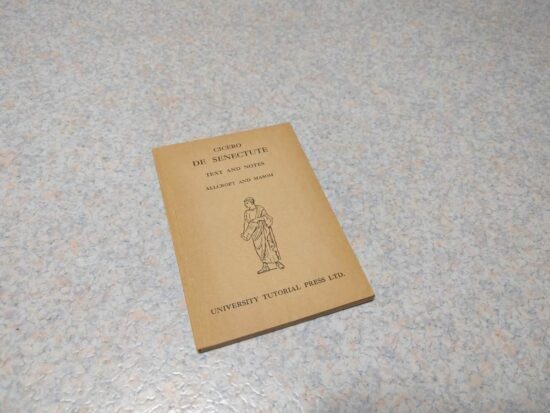 CICERO
DE SENECTUTE
TEXT AND NOTES
ALLCROFT AND MASOM
UNIVERSITY TUTORIAL PRESS LTD.